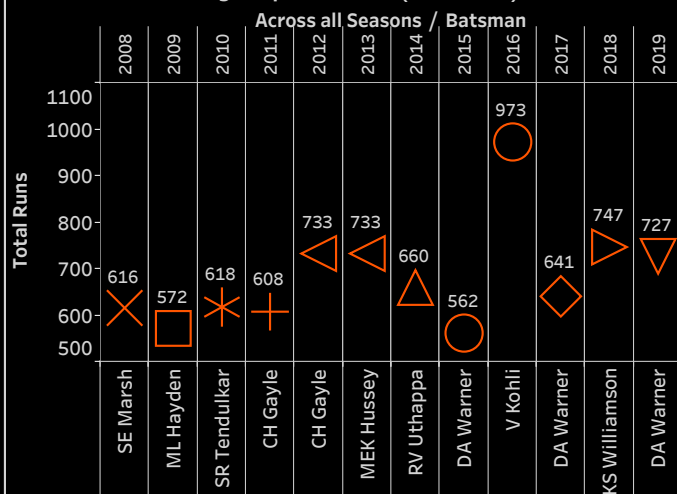 Across all Seasons / Batsman
2008 2009 2010 2011 2012 2013 2014 2015 2016 2017 2018 2019
Total Runs
1100
1000
900
800
700
600
500
616
572
618
608
733
733
660
562
973
641
747
727
SE Marsh
ML Hayden
SR Tendulkar
CH Gayle
CH Gayle
MEK Hussey
RV Uthappa
DA Warner
V Kohli
DA Warner
KS Williamson
DA Warner